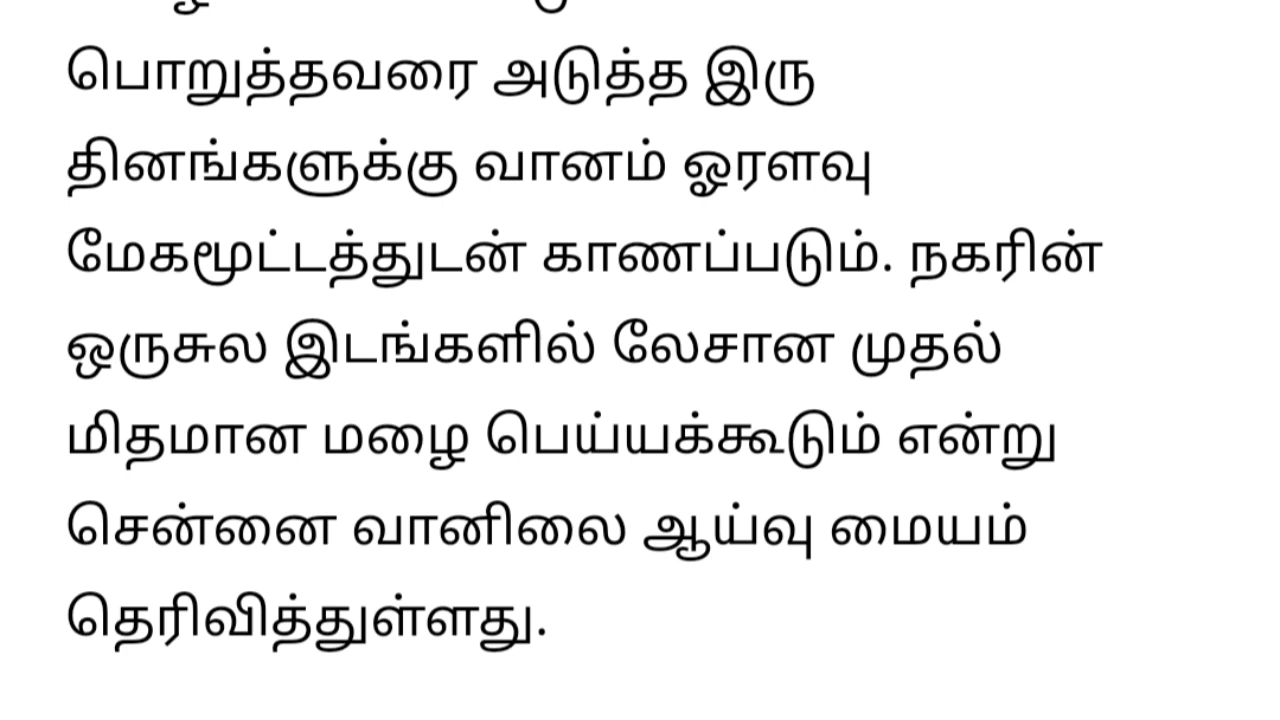 பொறுத்தவரை அடுத்த இரு
தினங்களுக்கு வானம் ஓரளவு
மேகமூட்டத்துடன் காணப்படும். நகரின்
ஒருசுல இடங்களில் லேசான முதல்
மிதமான மழை பெய்யக்கூடும் என்று
சென்னை வானிலை ஆய்வு மையம்
தெரிவித்துள்ளது.